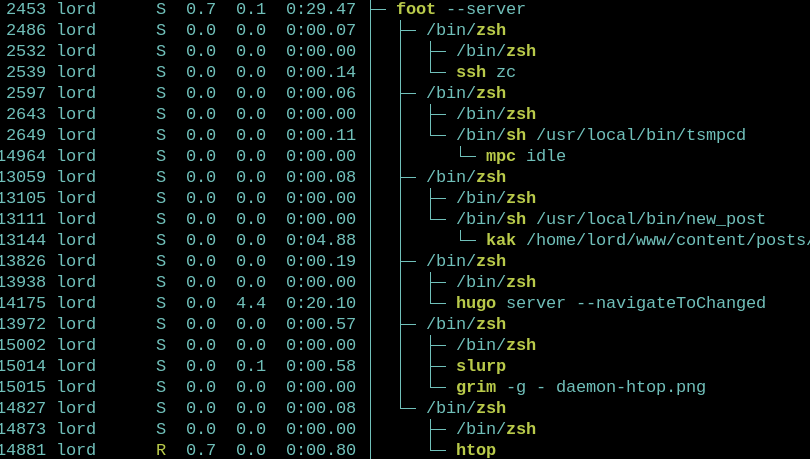 2453 lord S 0.7 0.1 0:29.47 ├─ foot --server
2486 lord S 0.0 0.0 0:00.07 │ ├─ /bin/zsh
2532 lord S 0.0 0.0 0:00.00 │ │ ├─ /bin/zsh
2539 lord S 0.0 0.0 0:00.14 │ │ └─ ssh zc
2597 lord S 0.0 0.0 0:00.06 │ ├─ /bin/zsh
2643 lord S 0.0 0.0 0:00.00 │ │ ├─ /bin/zsh
2649 lord S 0.0 0.0 0:00.11 │ │ └─ /bin/sh /usr/local/bin/tsmpcd
14964 lord S 0.0 0.0 0:00.00 │ │ └─ mpc idle
13059 lord S 0.0 0.0 0:00.08 │ ├─ /bin/zsh
13105 lord S 0.0 0.0 0:00.00 │ │ ├─ /bin/zsh
13111 lord S 0.0 0.0 0:00.00 │ │ └─ /bin/sh /usr/local/bin/new_post
13144 lord S 0.0 0.0 0:04.88 │ │ └─ kak /home/lord/www/content/posts/
13826 lord S 0.0 0.0 0:00.19 │ ├─ /bin/zsh
13938 lord S 0.0 0.0 0:00.00 │ │ ├─ /bin/zsh
14175 lord S 0.0 4.4 0:20.10 │ │ └─ hugo server --navigateToChanged
13972 lord S 0.0 0.0 0:00.57 │ ├─ /bin/zsh
15002 lord S 0.0 0.0 0:00.00 │ │ ├─ /bin/zsh
15014 lord S 0.0 0.1 0:00.58 │ │ ├─ slurp
15015 lord S 0.0 0.0 0:00.00 │ │ └─ grim -g - daemon-htop.png
14827 lord S 0.0 0.0 0:00.08 │ └─ /bin/zsh
14873 lord S 0.0 0.0 0:00.00 │ ├─ /bin/zsh
14881 lord R 0.7 0.0 0:00.80 │ └─ htop